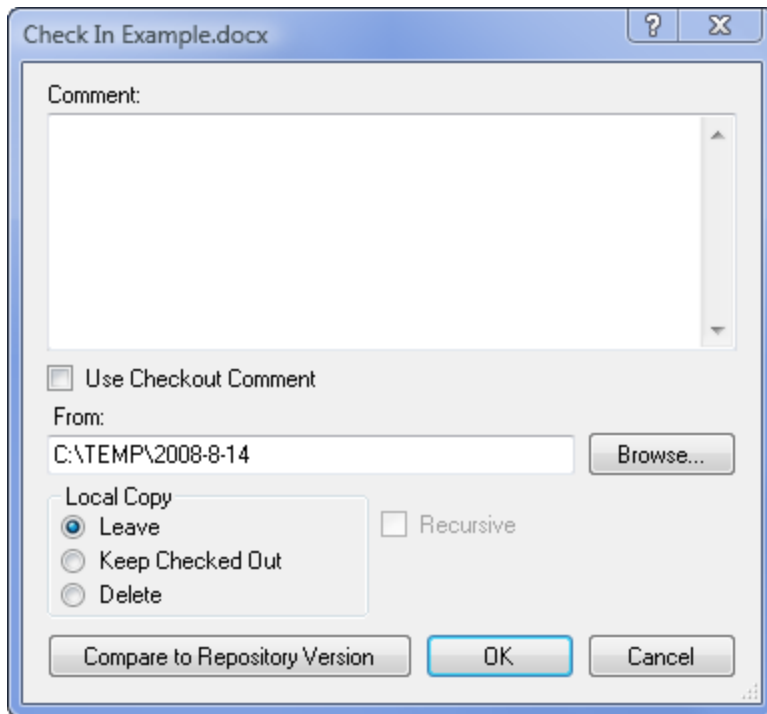 Check In Example.docx
Comment:
Use Checkout Comment
From:
C:\TEMP\2008-8-14
Browse...
Local Copy
Leave
Recursive
Keep Checked Out
Delete
Compare to Repository Version
OK
Cancel